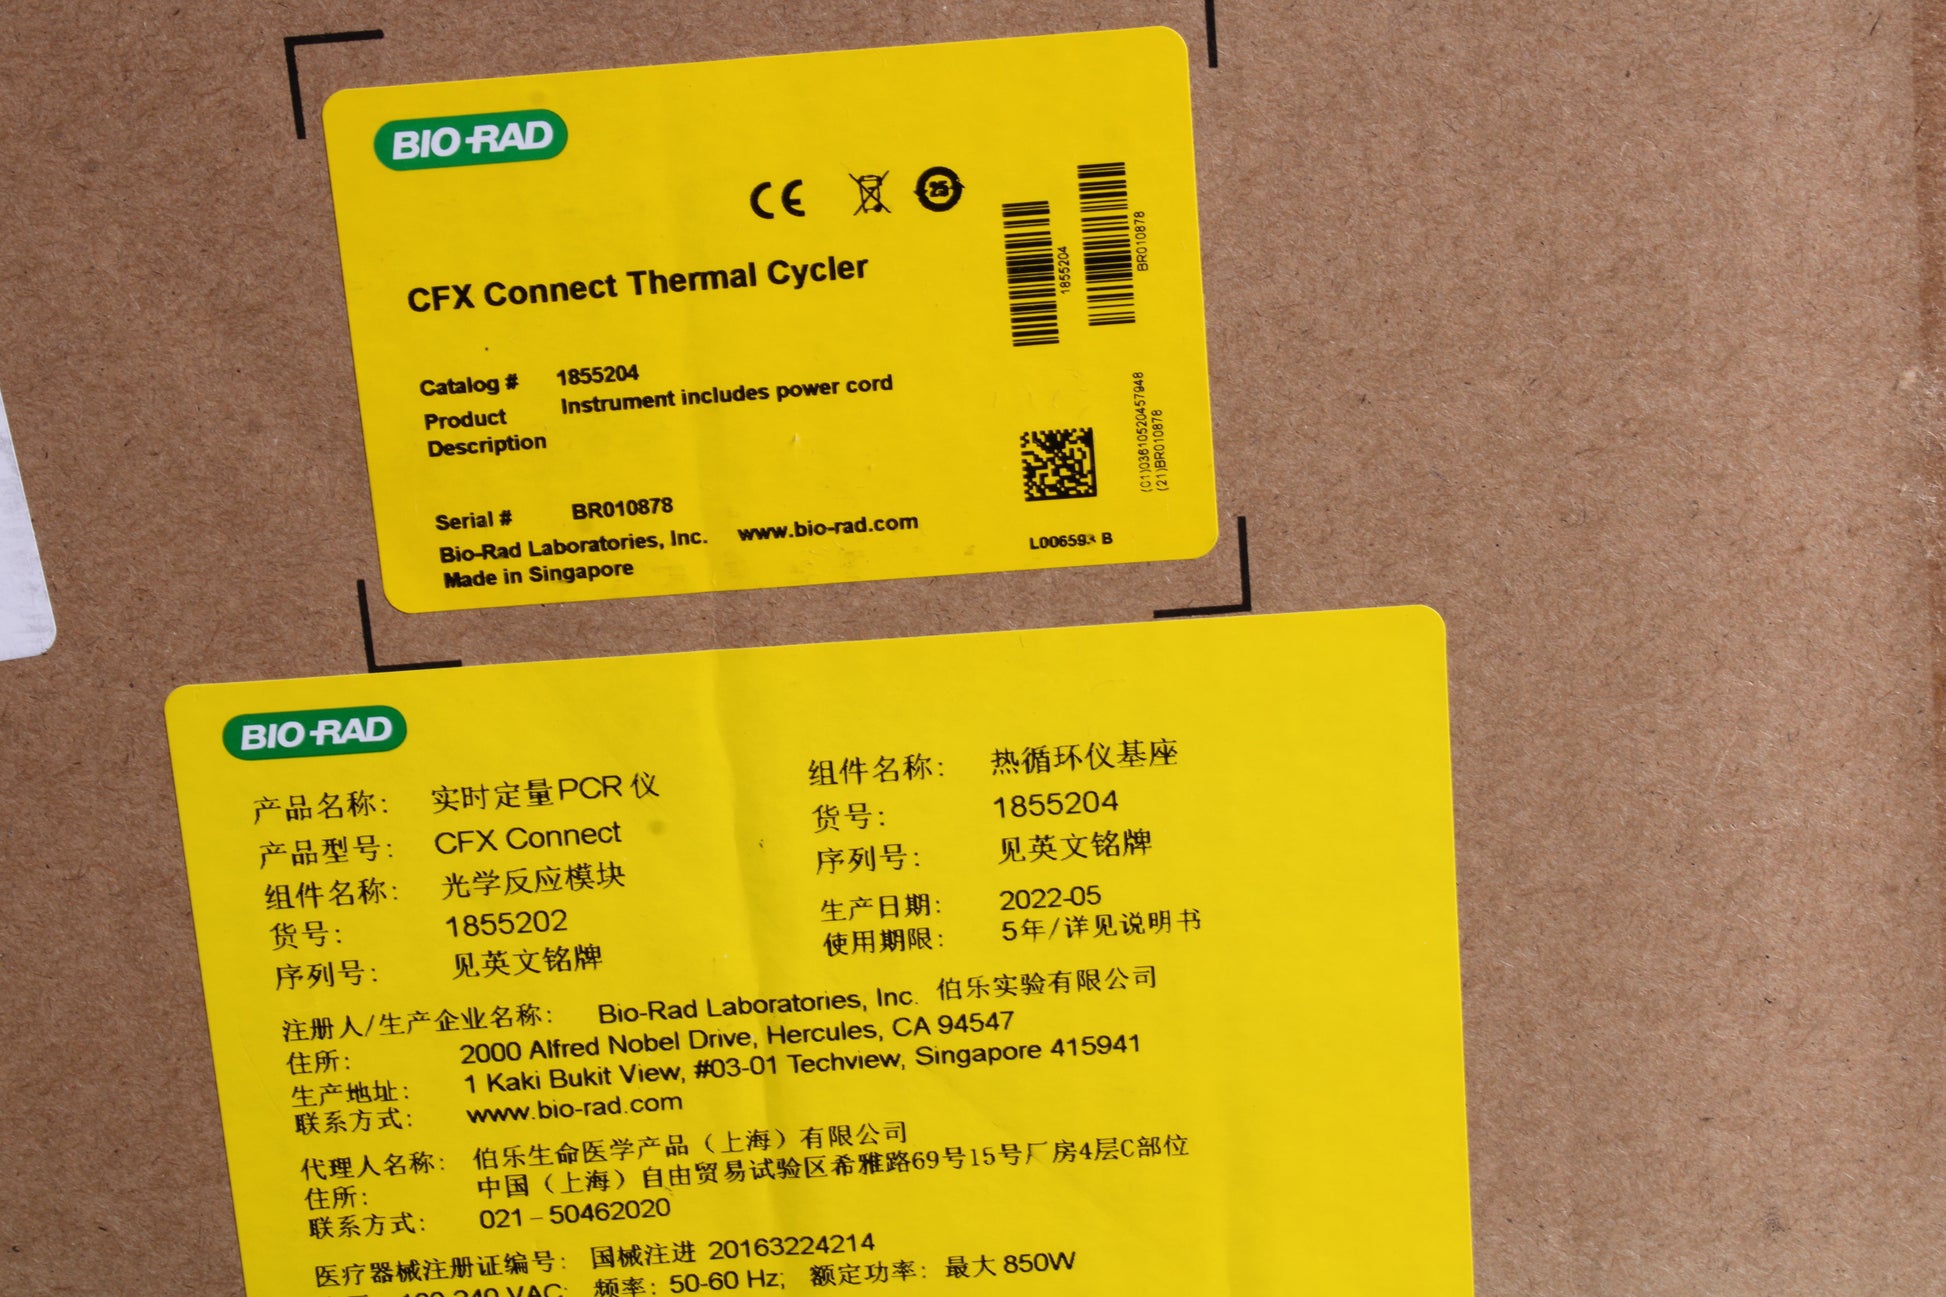 BIO-RAD
CE
25
CFX Connect Thermal Cycler
1855204
BR010878
Catalog # 1855204
Product Description Instrument includes power cord
(01)03610520457948
(21)BR010878
Serial # BR010878
Bio-Rad Laboratories, Inc. www.bio-rad.com
Made in Singapore
B
BIO-RAD
产品名称: 实时定量PCR仪
产品型号: CFX Connect
组件名称: 光学反应模块
货号: 1855202
序列号: 见英文铭牌
组件名称: 热循环仪基座
货号: 1855204
序列号: 见英文铭牌
生产日期: 2022-05
使用期限: 5年/详见说明书
注册人/生产企业名称: Bio-Rad Laboratories, Inc. 伯乐实验有限公司
住所: 2000 Alfred Nobel Drive, Hercules, CA 94547
生产地址: 1 Kaki Bukit View, #03-01 Techview, Singapore 415941
联系方式: www.bio-rad.com
代理人名称: 伯乐生命医学产品（上海）有限公司
住所: 中国（上海）自由贸易试验区希雅路69号15号厂房4层C部位
联系方式: 021-50462020
医疗器械注册证编号: 国械注进 20163224214
VAC; 频率: 50-60 Hz; 额定功率: 最大 850W